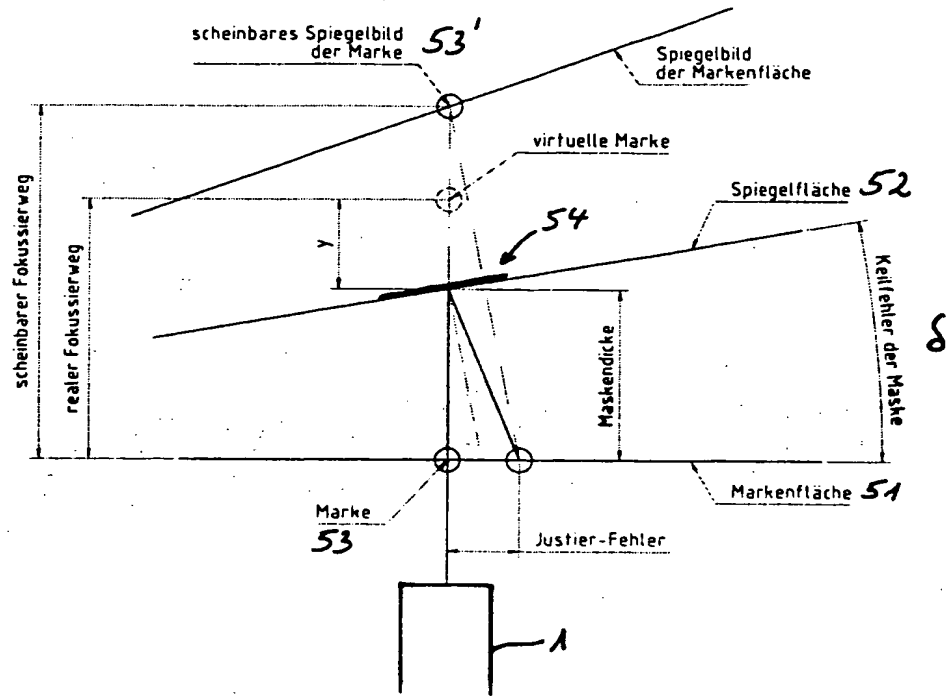 scheinbares Spiegelbild
der Marke
53'
Spiegelbild
der Markenfläche
virtuelle Marke
Spiegelfläche 52
54
y
scheinbarer Fokussierweg
realer Fokussierweg
Maskendicke
Keilfehler der Maske
δ
Marke
53
Markenfläche 51
Justier-Fehler
1